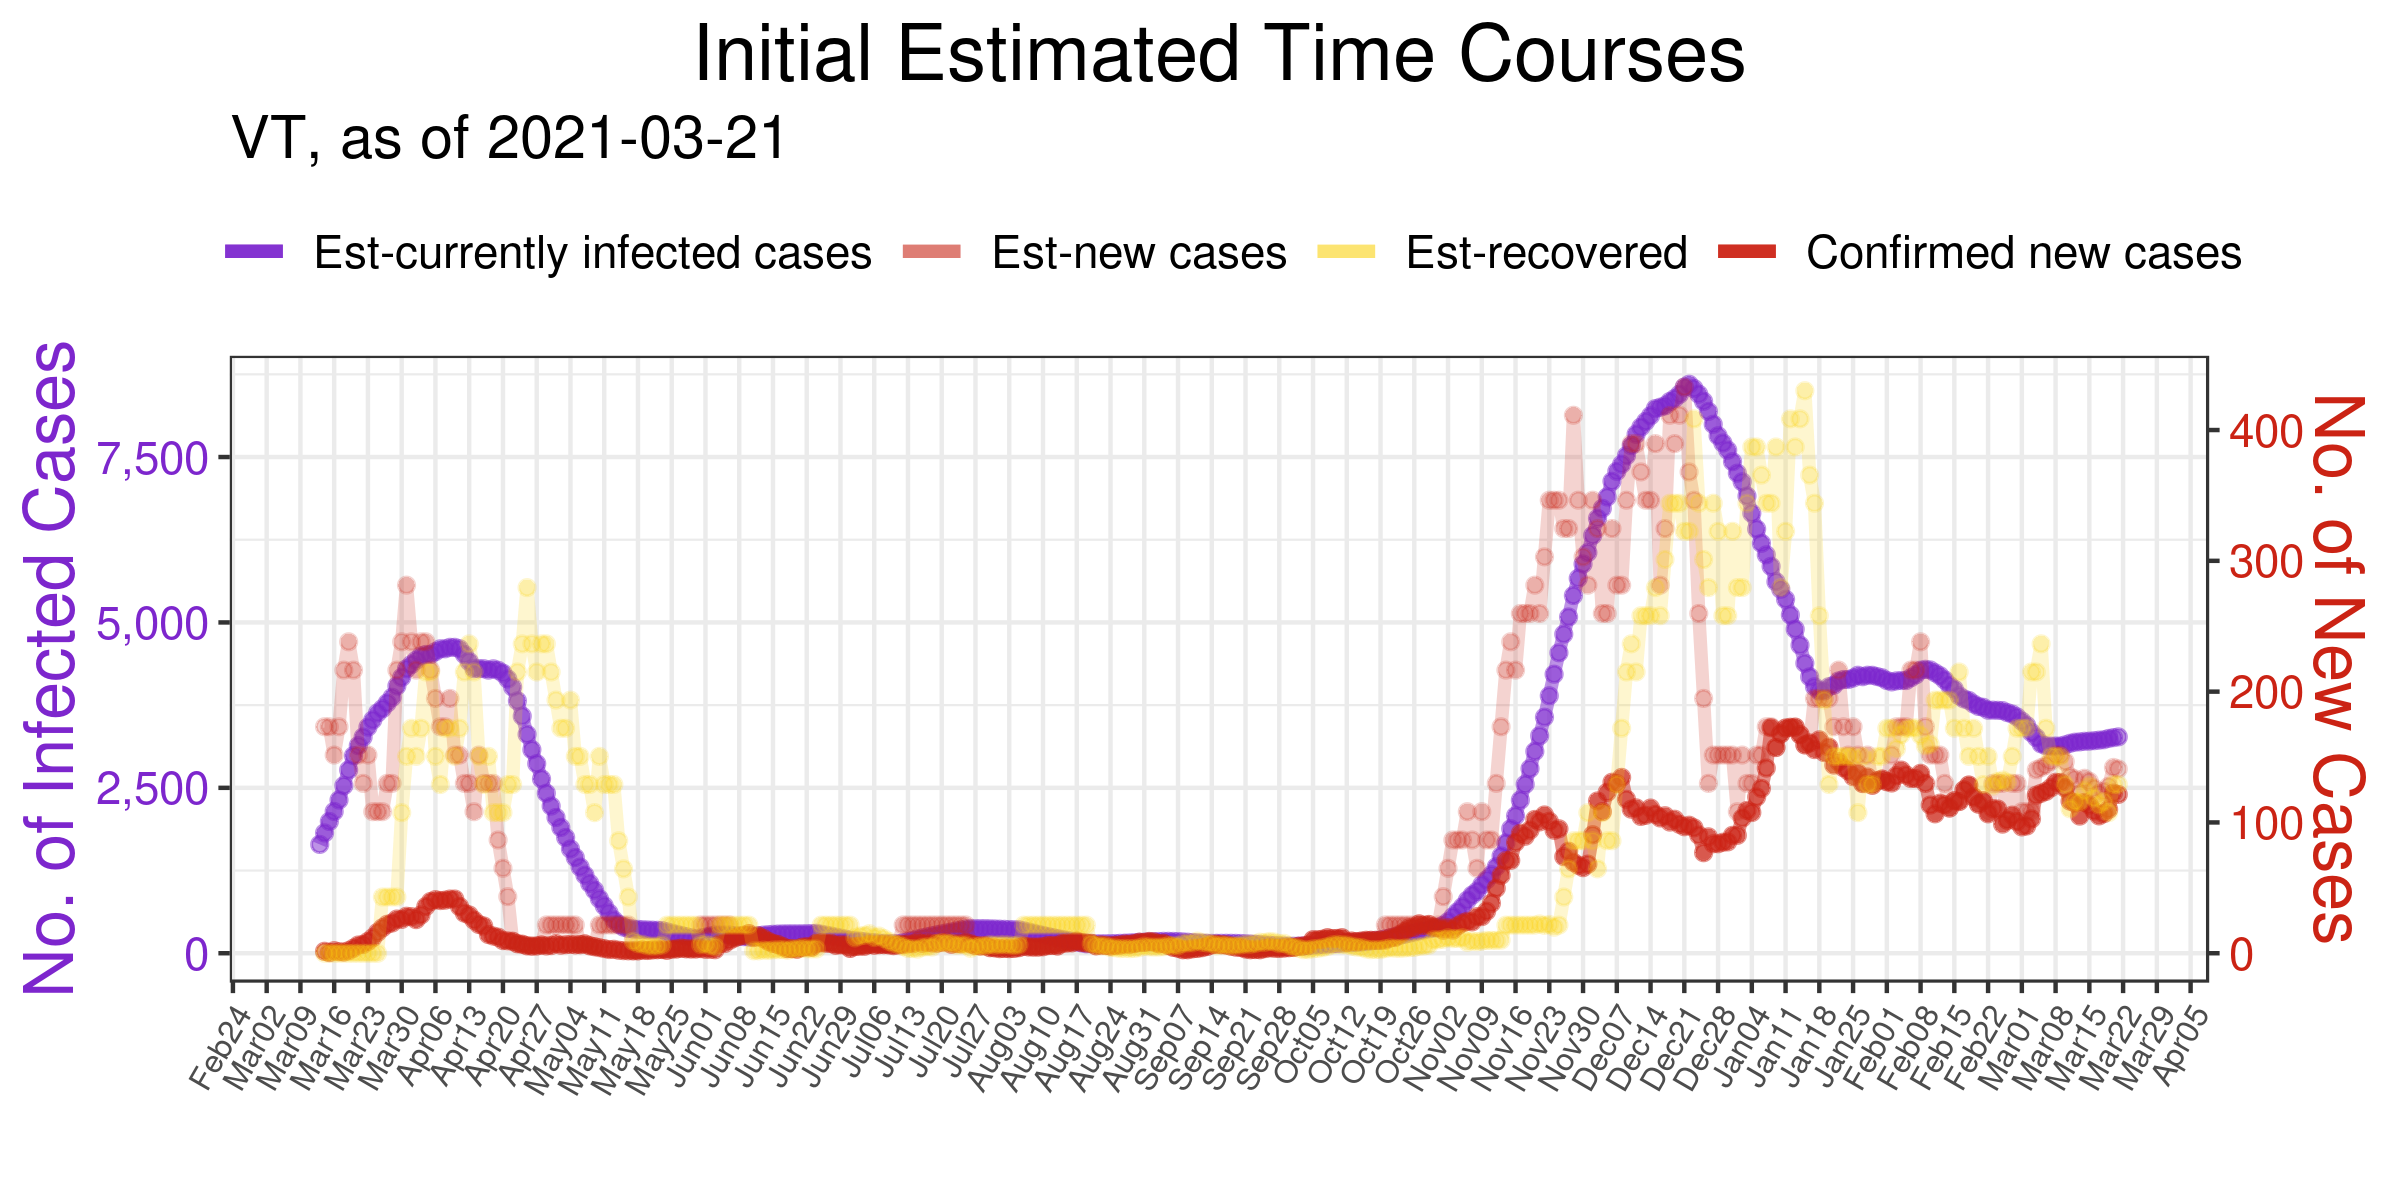 Initial Estimated Time Courses
VT, as of 2021-03-21
Est-currently infected cases Est-new cases Est-recovered Confirmed new cases
No. of Infected Cases
7,500
5,000
2,500
0
No. of New Cases
400
300
200
100
0
Feb24 Mar02 Mar09 Mar16 Mar23 Mar30 Apr06 Apr13 Apr20 Apr27 May04 May11 May18 May25 Jun01 Jun08 Jun15 Jun22 Jun29 Jul06 Jul13 Jul20 Jul27 Aug03 Aug10 Aug17 Aug24 Aug31 Sep07 Sep14 Sep21 Sep28 Oct05 Oct12 Oct19 Oct26 Nov02 Nov09 Nov16 Nov23 Nov30 Dec07 Dec14 Dec21 Dec28 Jan04 Jan11 Jan18 Jan25 Feb01 Feb08 Feb15 Feb22 Mar01 Mar08 Mar15 Mar22 Mar29 Apr05